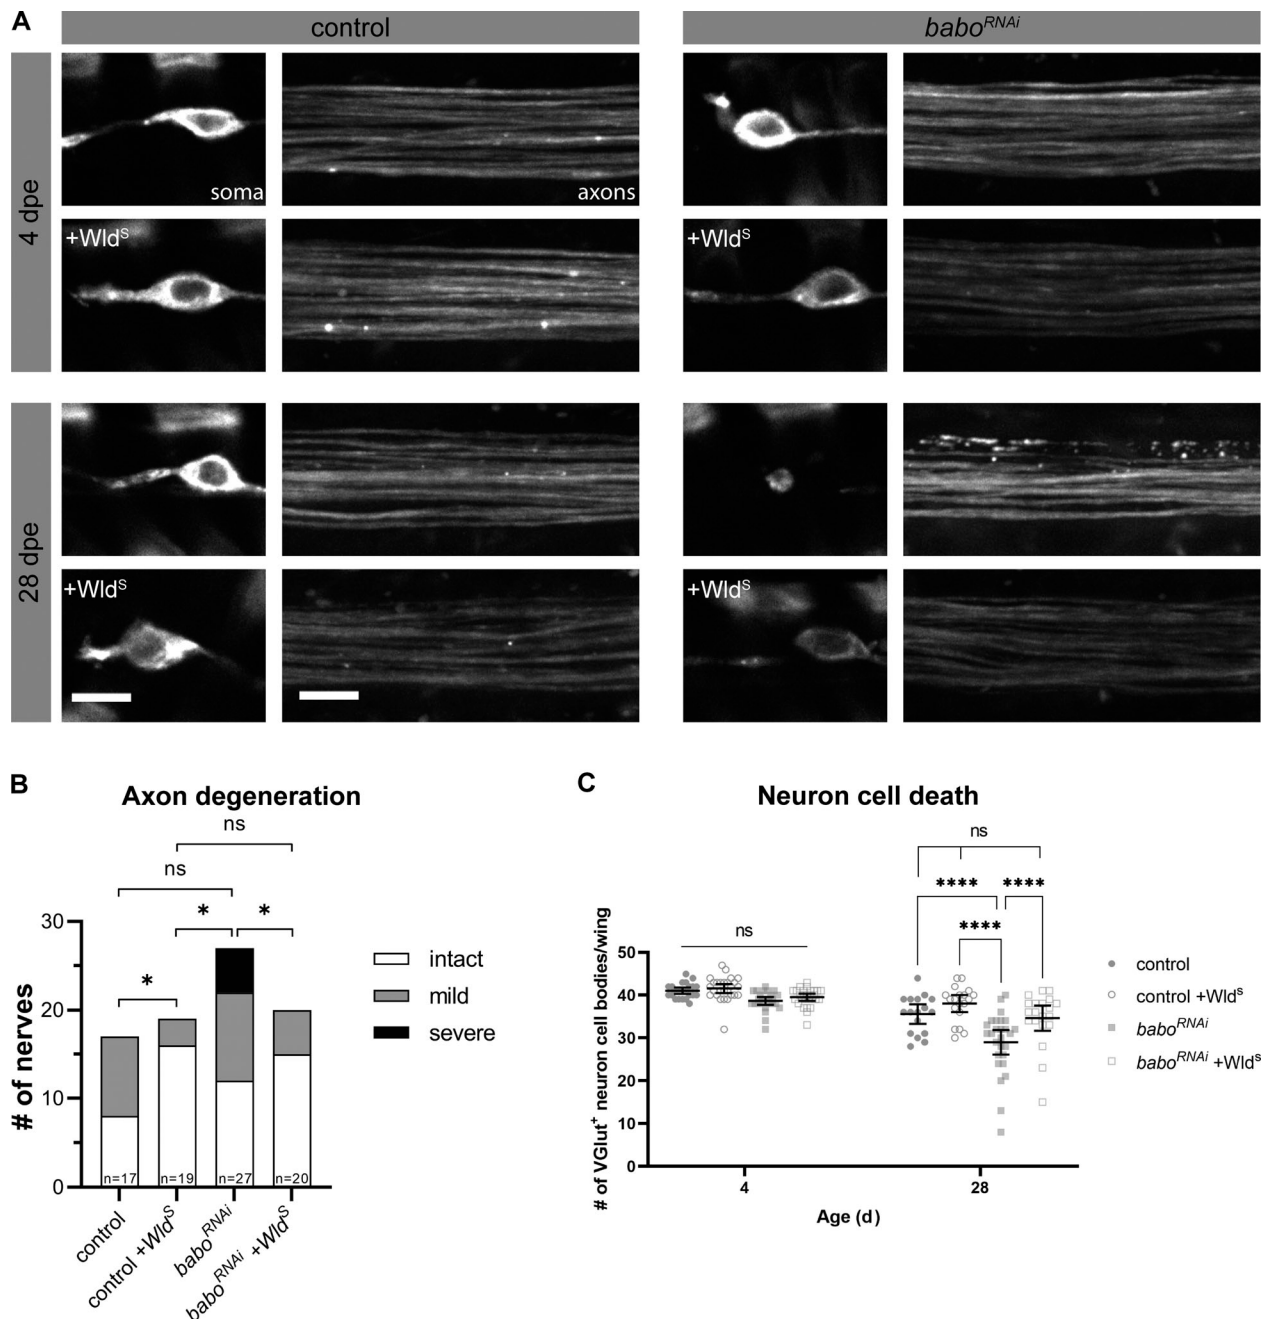 A
control
babo^RNAi
4 dpe
soma
axons
+Wld^S
+Wld^S
28 dpe
+Wld^S
+Wld^S
B
Axon degeneration
ns
ns
*
*
*
# of nerves
30
20
10
0
n=17
n=19
n=27
n=20
control
control +Wld^S
babo^RNAi
babo^RNAi +Wld^S
intact
mild
severe
C
Neuron cell death
ns
****
****
****
ns
# of VGlut^+ neuron cell bodies/wing
50
40
30
20
10
0
4
28
Age (d)
control
control +Wld^s
babo^RNAi
babo^RNAi +Wld^s